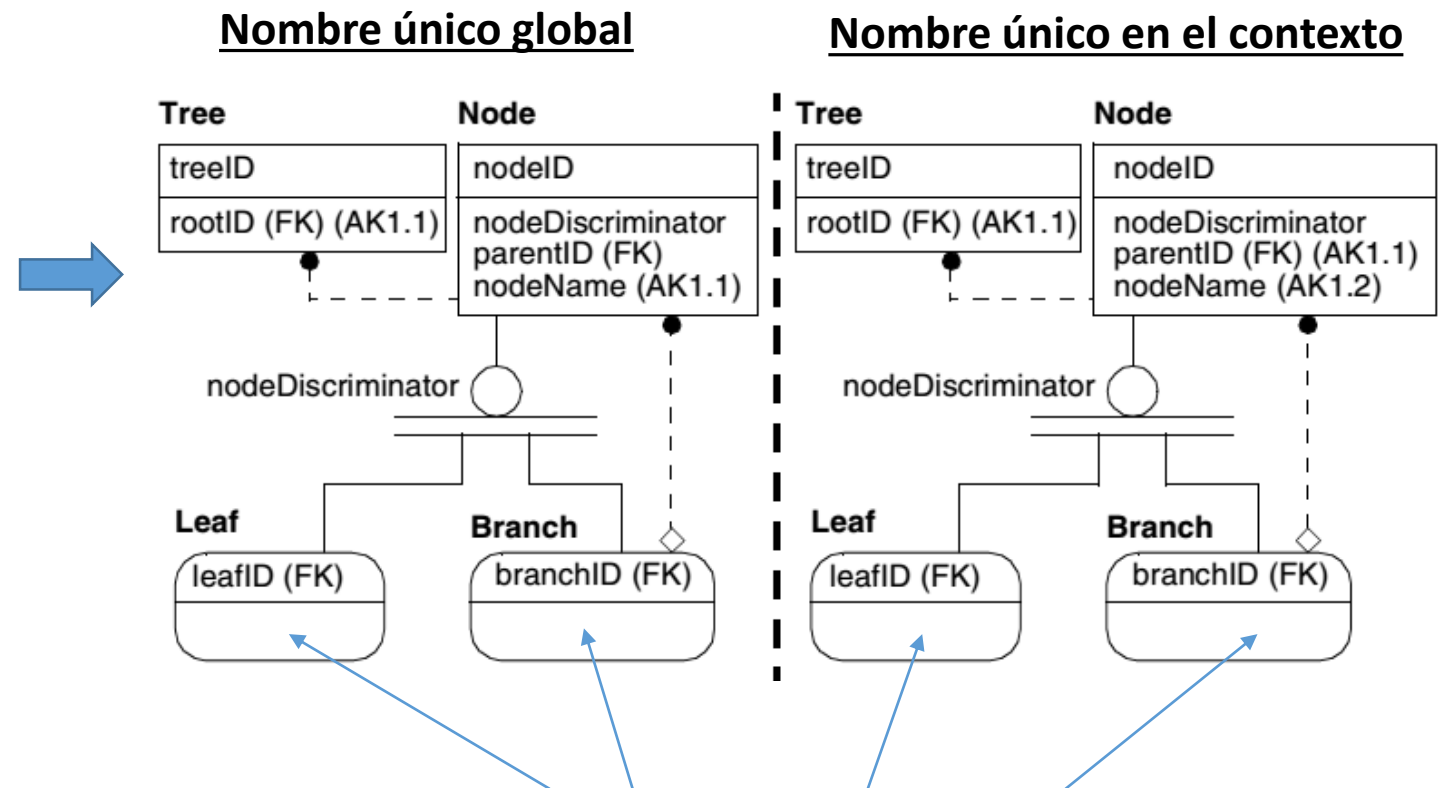 Nombre único global
Tree
Node
treeID
rootID (FK) (AK1.1)
nodeID
nodeDiscriminator
parentID (FK)
nodeName (AK1.1)
nodeDiscriminator
Leaf
leafID (FK)
Branch
branchID (FK)
Nombre único en el contexto
Tree
Node
treeID
rootID (FK) (AK1.1)
nodeID
nodeDiscriminator
parentID (FK) (AK1.1)
nodeName (AK1.2)
nodeDiscriminator
Leaf
leafID (FK)
Branch
branchID (FK)